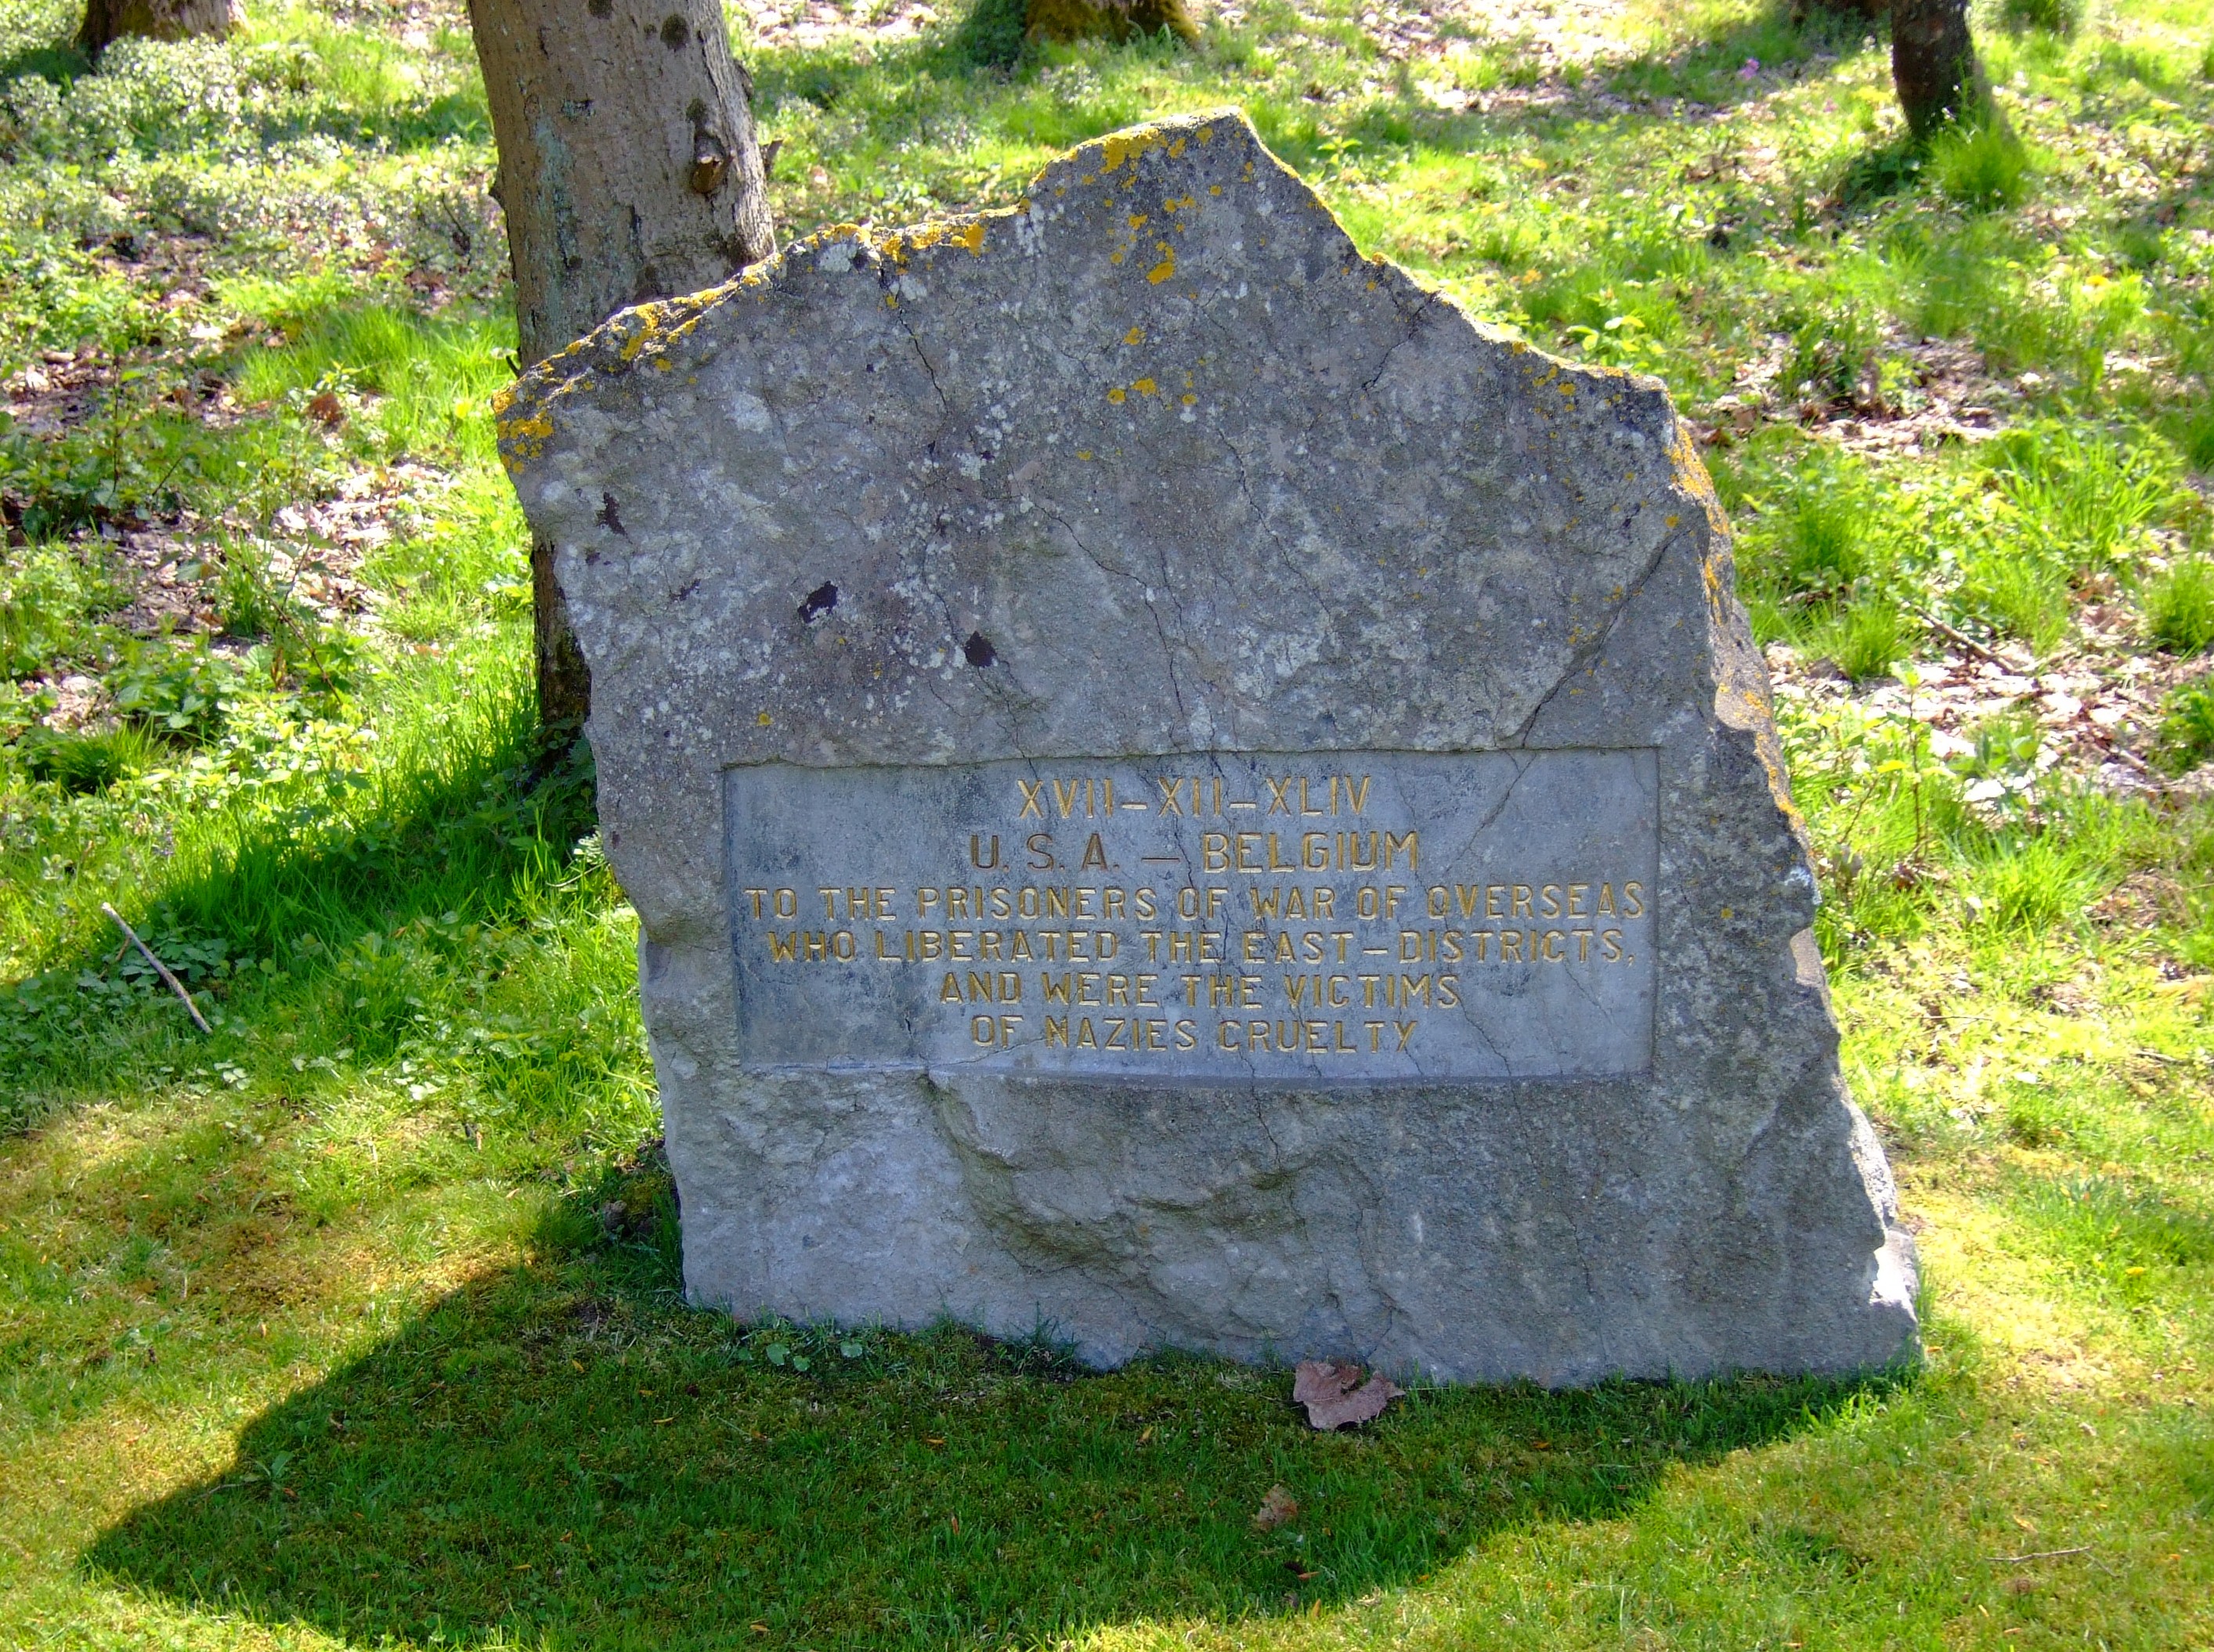 XVII-XII-XLIV
U.S.A. - BELGIUM
TO THE PRISONERS OF WAR OF OVERSEAS
WHO LIBERATED THE EAST-DISTRICTS,
AND WERE THE VICTIMS
OF NAZIES CRUELTY